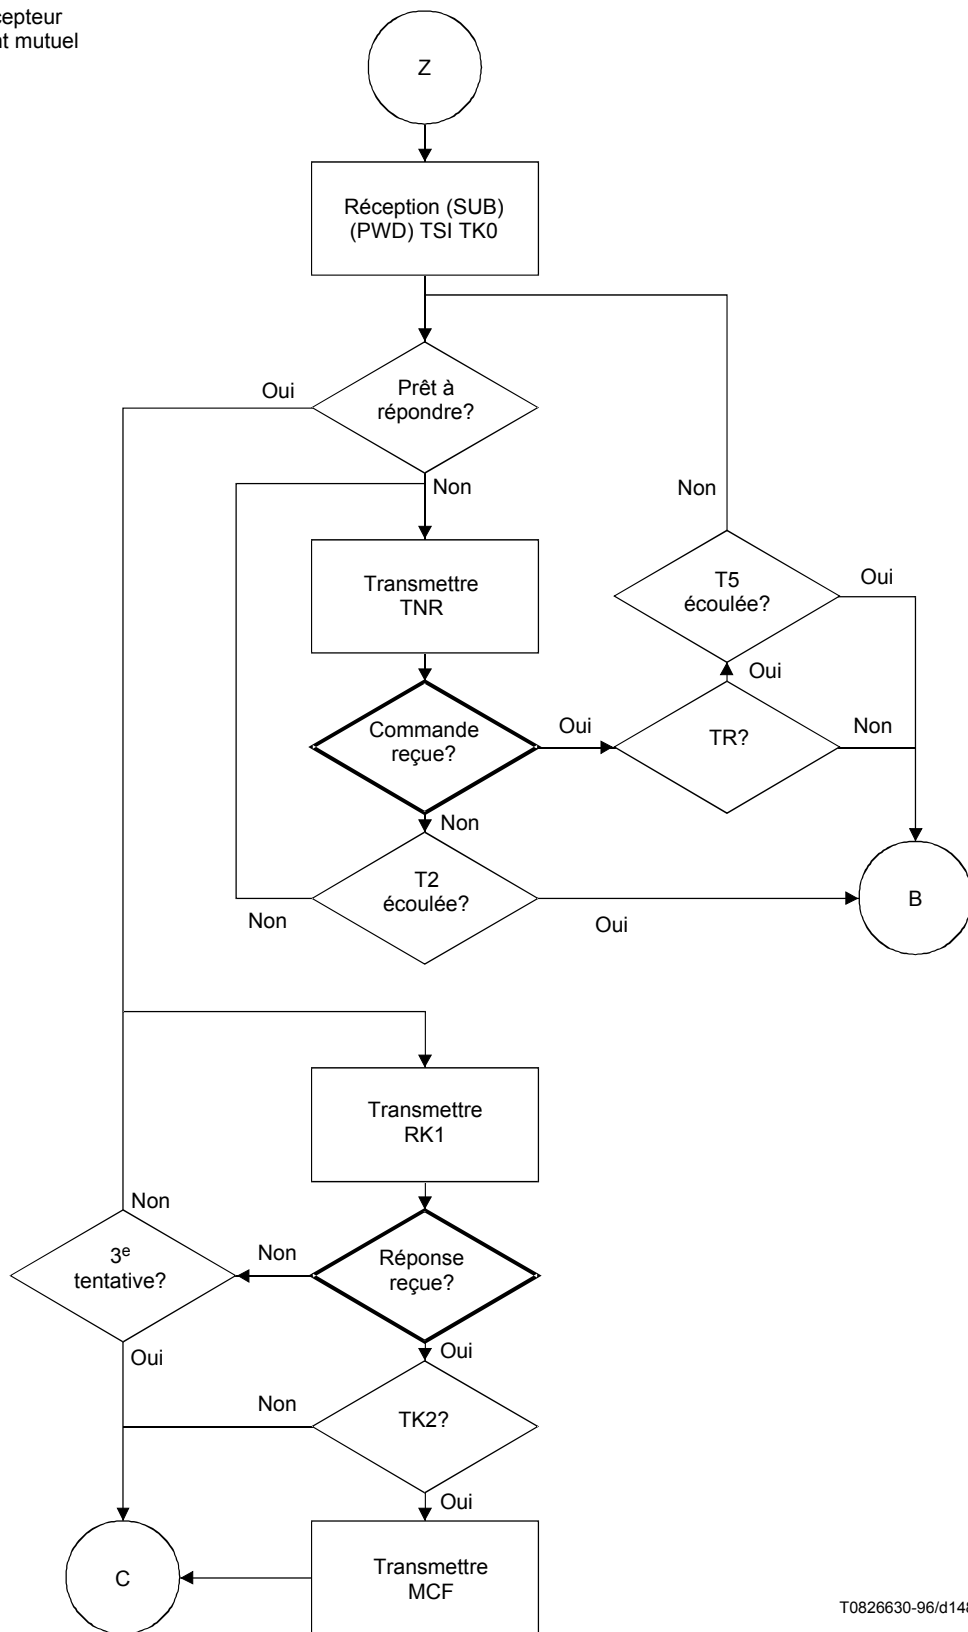 cepteur
nt mutuel
Z
Réception (SUB)
(PWD) TSI TK0
Oui
Prêt à
répondre?
Non
Non
Transmettre
TNR
T5
écoulée?
Oui
Oui
Commande
reçue?
Oui
TR?
Non
Non
T2
écoulée?
Non
Oui
B
Transmettre
RK1
Non
3e
tentative?
Non
Réponse
reçue?
Oui
Oui
Non
TK2?
Oui
C
Transmettre
MCF
T0826630-96/d148